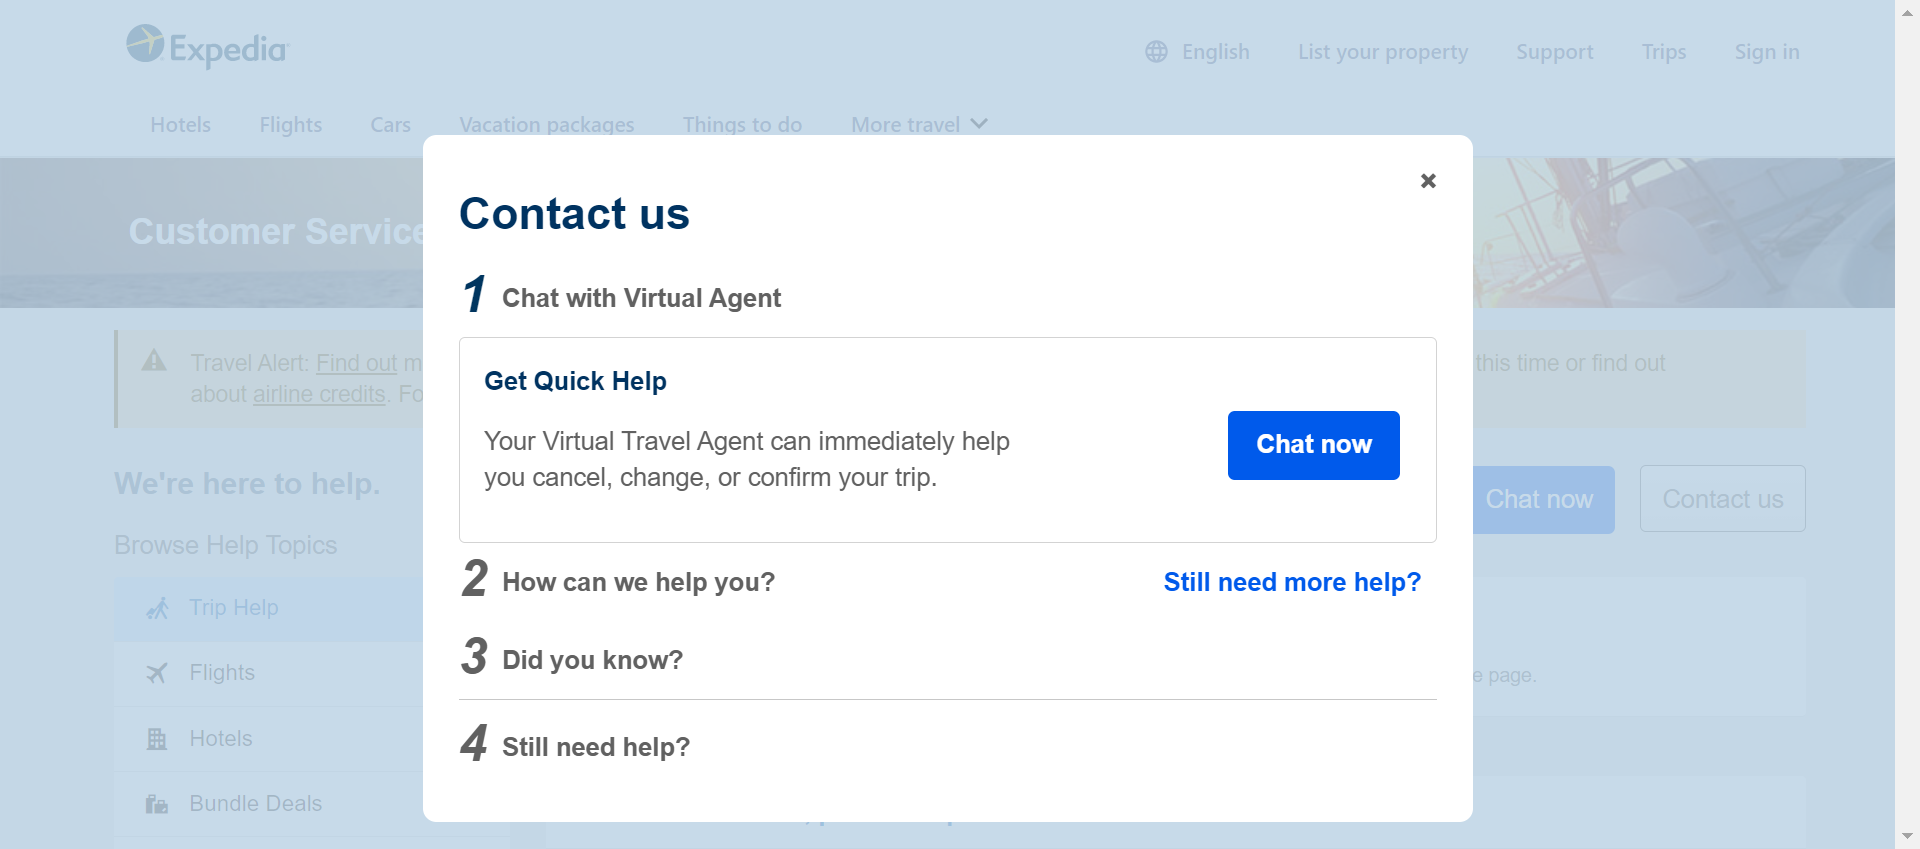 Expedia
English
List your property
Support
Trips
Sign in
Hotels
Flights
Cars
Vacation packages
Things to do
More travel
Customer Service
Contact us
1 Chat with Virtual Agent
Get Quick Help
Your Virtual Travel Agent can immediately help
you cancel, change, or confirm your trip.
Chat now
2 How can we help you?
Still need more help?
3 Did you know?
4 Still need help?
Travel Alert: Find out
this time or find out
about airline credits.
We're here to help.
Chat now
Contact us
Browse Help Topics
Trip Help
Flights
page.
Hotels
Bundle Deals